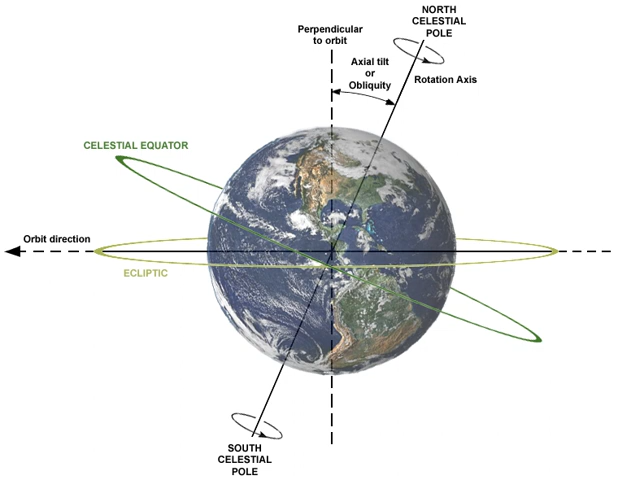 NORTH
CELESTIAL
POLE
Perpendicular
to orbit
Axial tilt
or
Obliquity
Rotation Axis
CELESTIAL EQUATOR
Orbit direction
ECLIPTIC
SOUTH
CELESTIAL
POLE